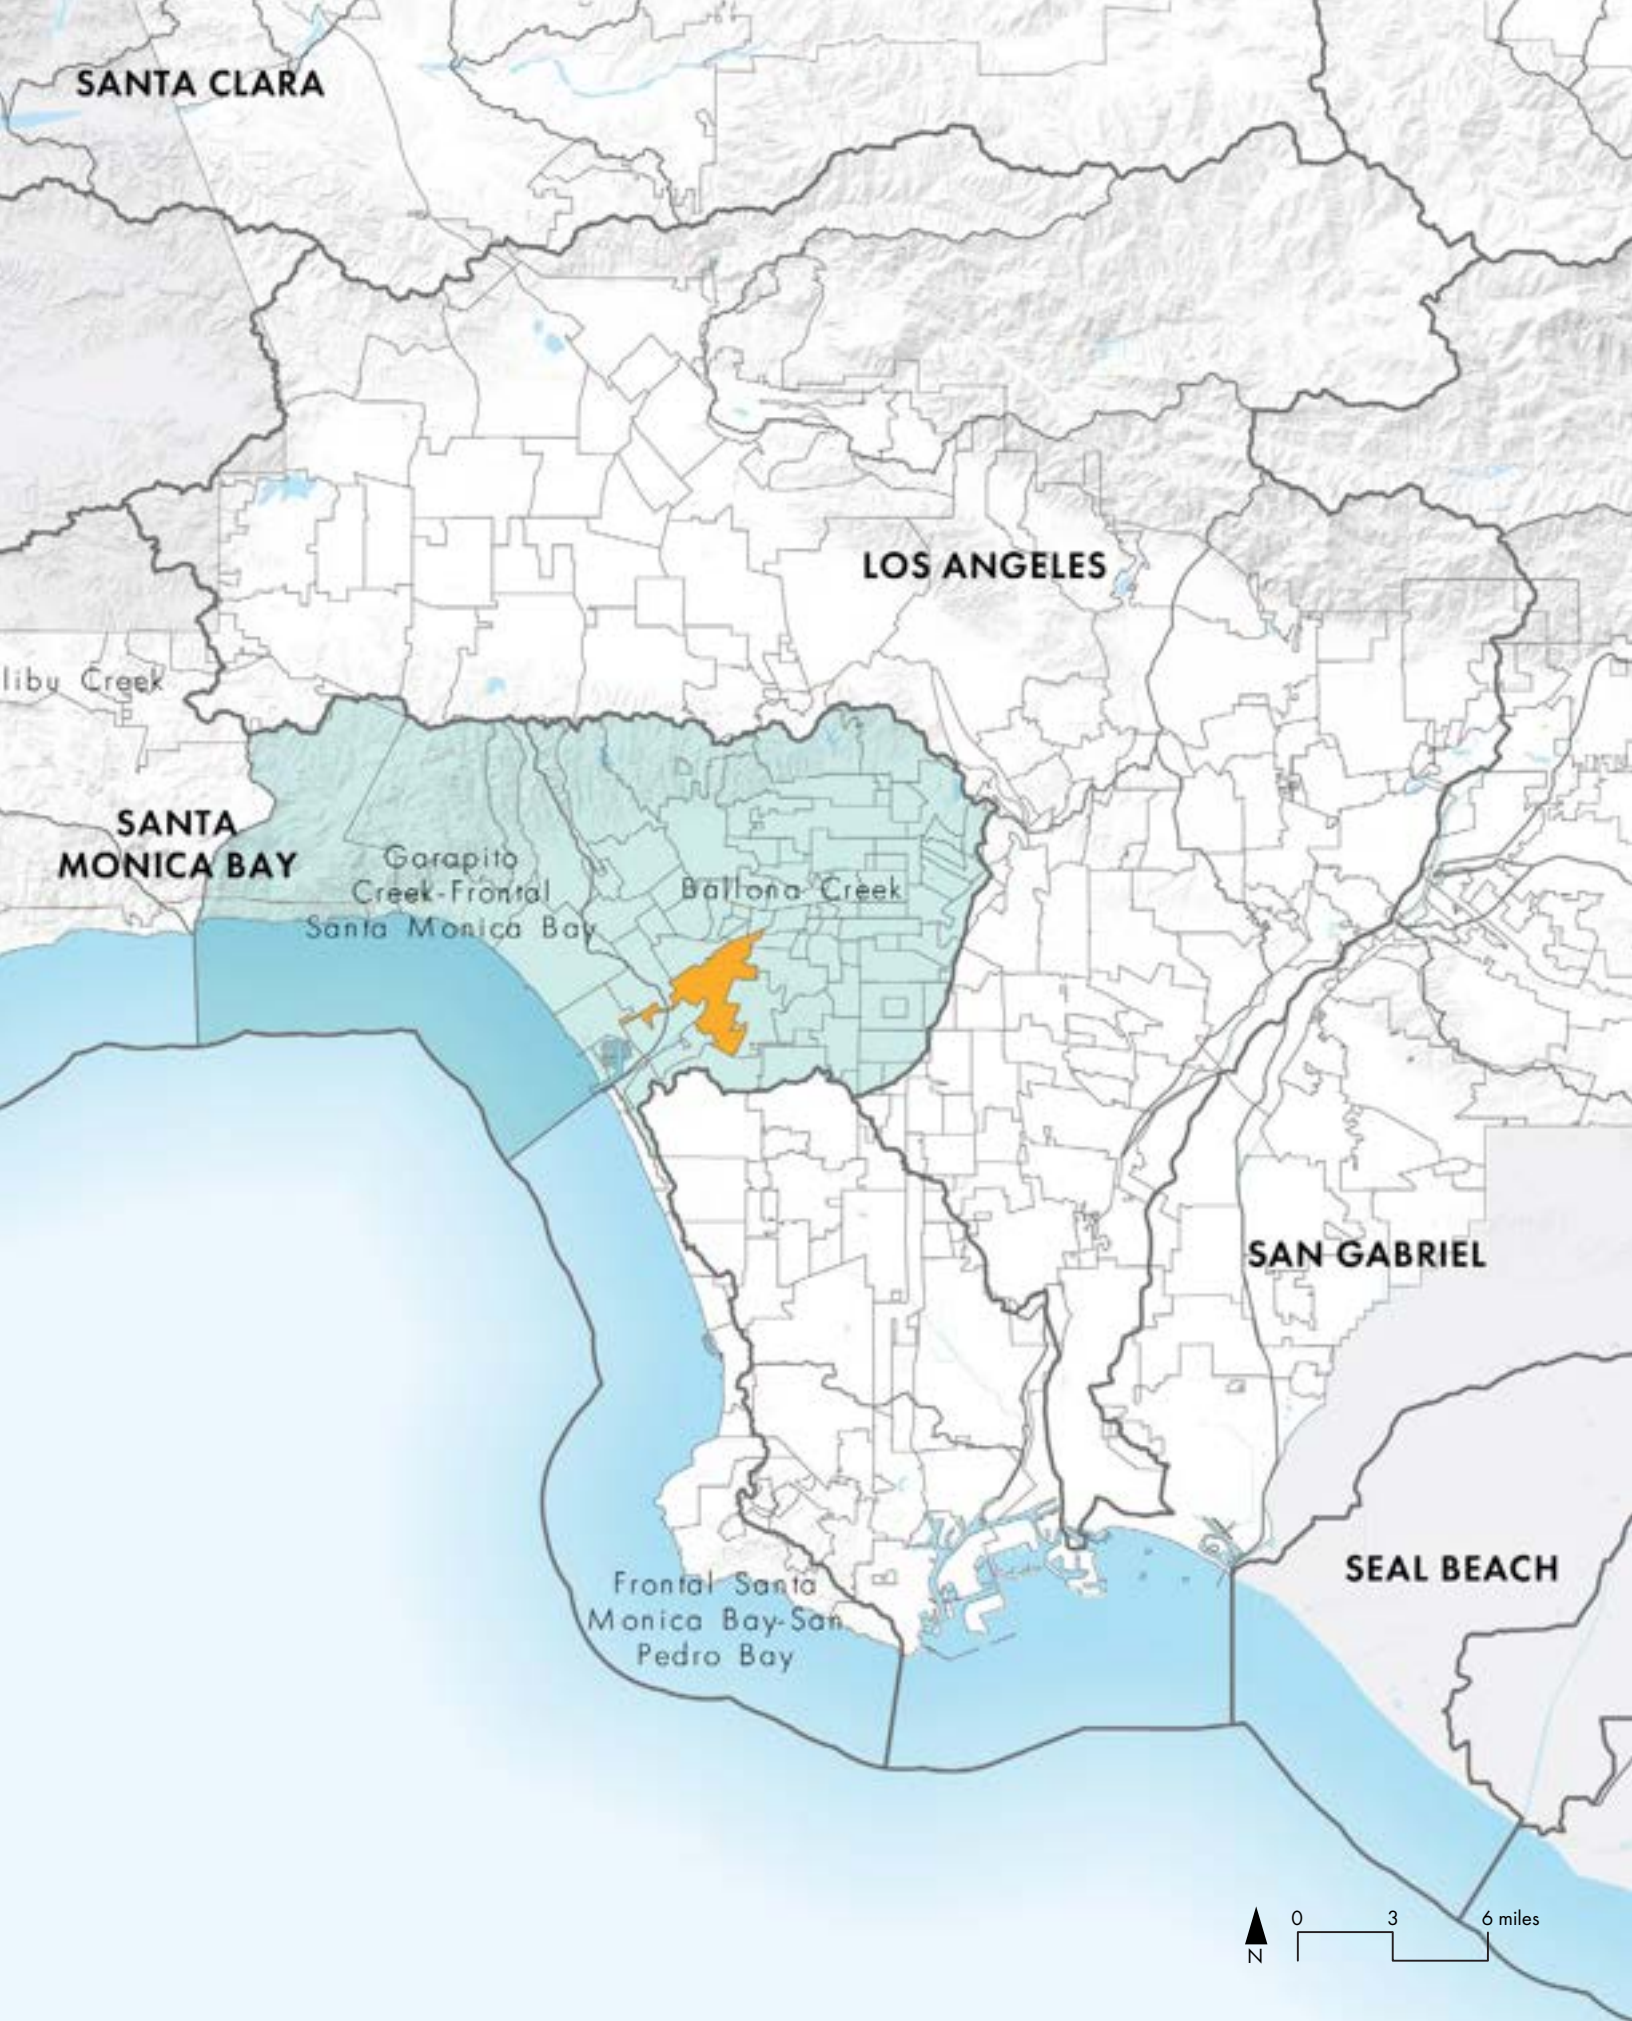 SANTA CLARA
LOS ANGELES
libu Creek
SANTA
MONICA BAY
Garapito
Creek-Frontal
Santa Monica Bay
Ballona Creek
SAN GABRIEL
SEAL BEACH
Frontal Santa
Monica Bay-San
Pedro Bay
0 3 6 miles
N